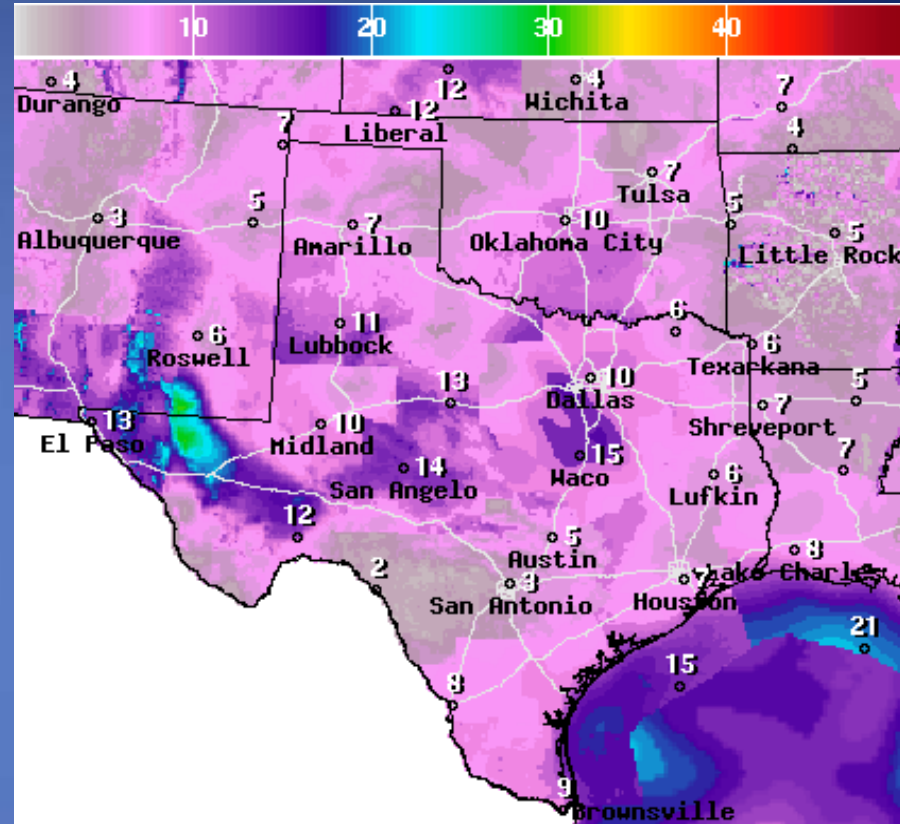 10 20 30 40
4
Durango
12
12
Liberal
4
Wichita
7
4
7
7
Tulsa
3
Albuquerque
5
7
Amarillo
10
Oklahoma City
5
5
Little Rock
6
Roswell
11
Lubbock
6
6
Texarkana
13
El Paso
10
Midland
13
10
Dallas
7
Shreveport
5
14
San Angelo
15
Waco
6
Lufkin
7
12
2
5
Austin
3
San Antonio
7
Houston
8
Lake Charles
8
15
21
9
Brownsville